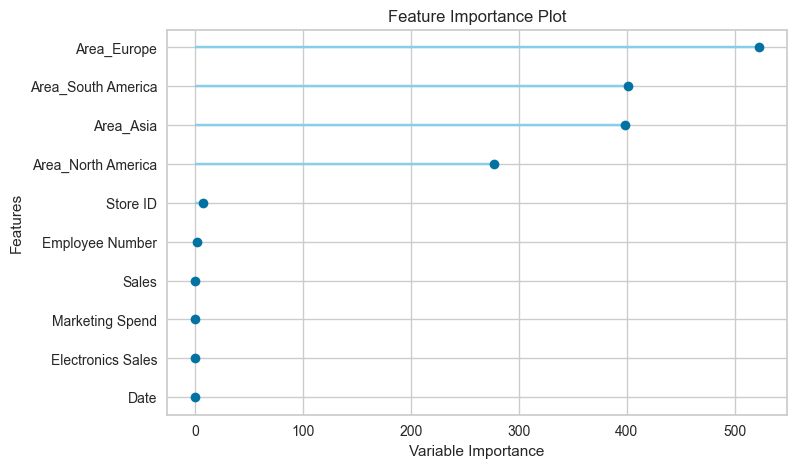 Feature Importance Plot
Features
Area_Europe
Area_South America
Area_Asia
Area_North America
Store ID
Employee Number
Sales
Marketing Spend
Electronics Sales
Date
0 100 200 300 400 500
Variable Importance